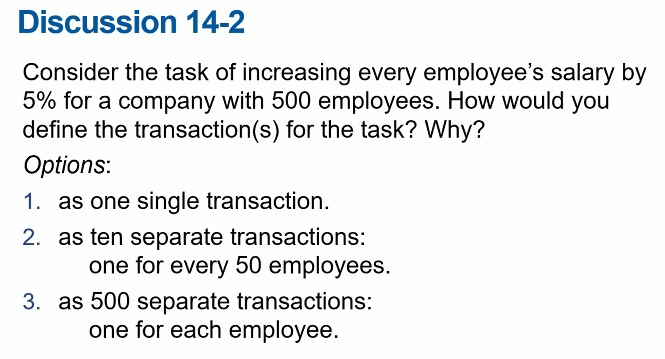 Discussion 14-2
Consider the task of increasing every employee's salary by
5% for a company with 500 employees. How would you
define the transaction(s) for the task? Why?
Options:
1. as one single transaction.
2. as ten separate transactions:
one for every 50 employees.
3. as 500 separate transactions:
one for each employee.